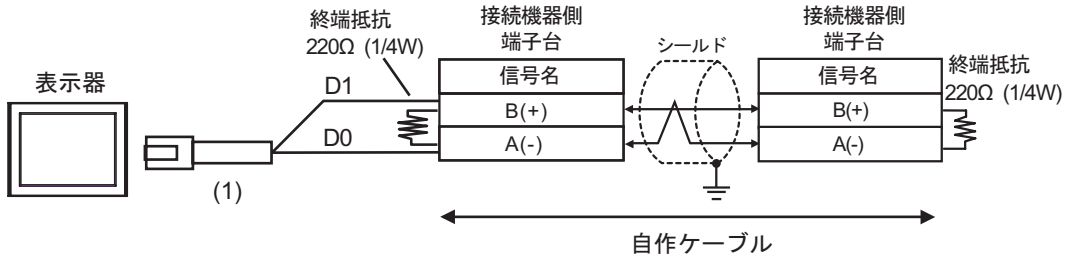 表示器
(1)
D1
D0
終端抵抗
220Ω (1/4W)
接続機器側
端子台
信号名
B(+)
A(-)
シールド
接続機器側
端子台
信号名
B(+)
A(-)
終端抵抗
220Ω (1/4W)
自作ケーブル